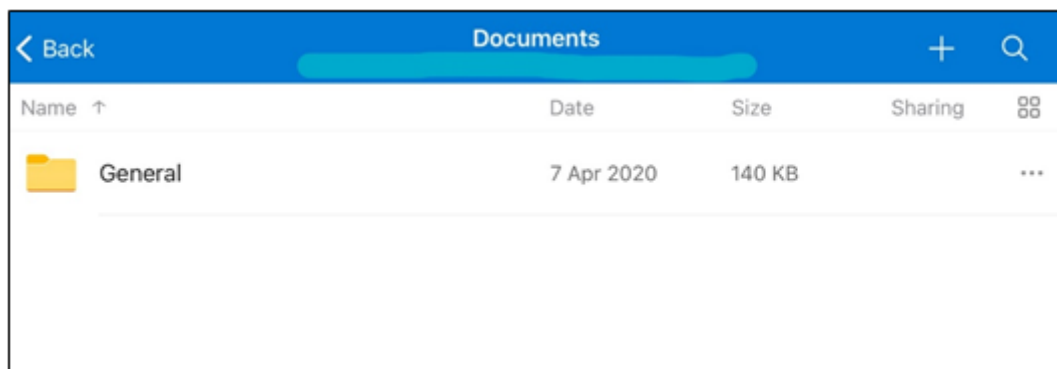 Back Documents
Name ↑ Date Size Sharing
General 7 Apr 2020 140 KB